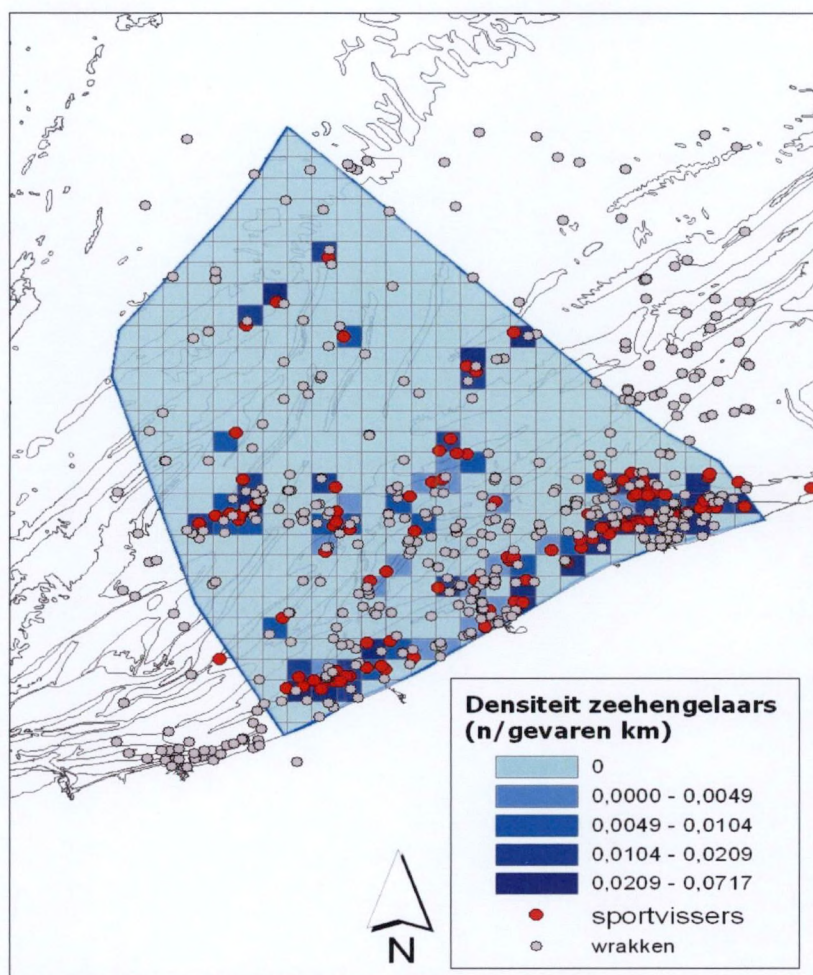 Densiteit zeehengelaars
(n/gevaren km)
0
0,0000 - 0,0049
0,0049 - 0,0104
0,0104 - 0,0209
0,0209 - 0,0717
sportvissers
wrakken
N